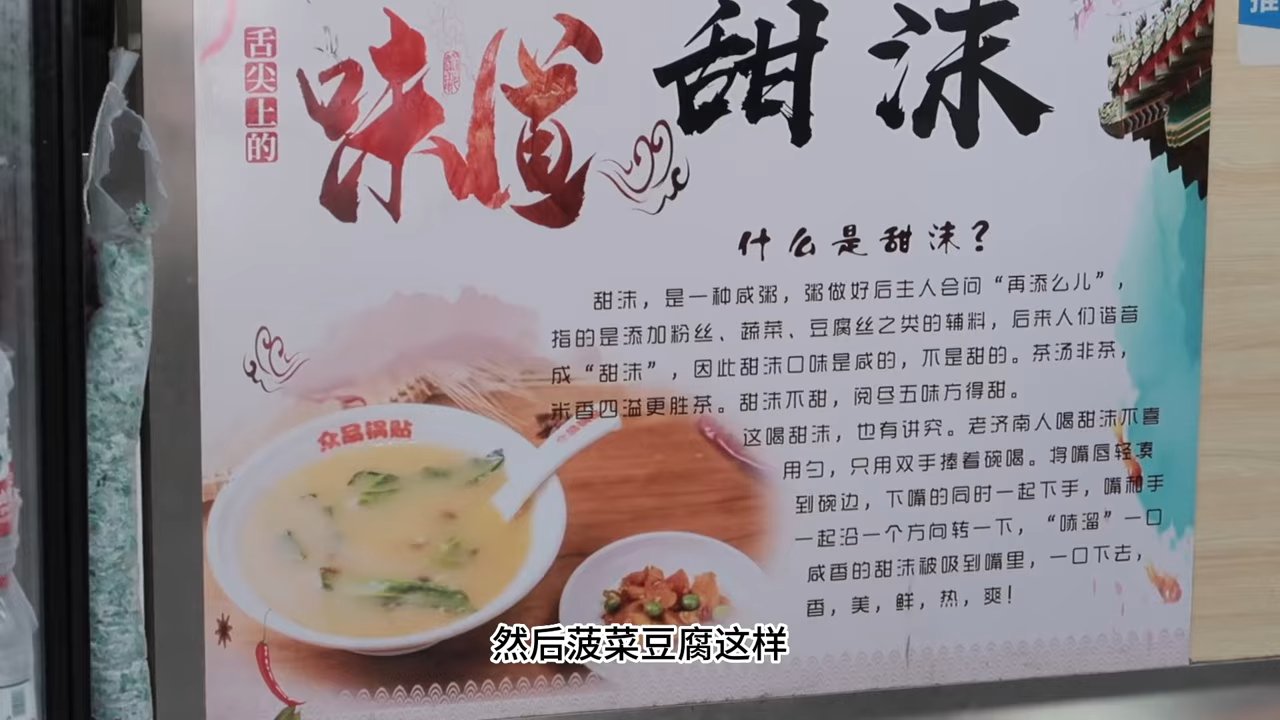 舌尖上的
味道
甜沫
什么是甜沫？
甜沫，是一种咸粥，粥做好后主人会问“再添么儿”，
指的是添加粉丝、蔬菜、豆腐丝之类的辅料，后来人们谐音
成“甜沫”，因此甜沫口味是咸的，不是甜的。茶汤非茶，
米香四溢更胜茶。甜沫不甜，阅尽五味方得甜。
这喝甜沫，也有讲究。老济南人喝甜沫不喜
用勺，只用双手捧着碗喝。将嘴唇轻凑
到碗边，下嘴的同时一起下手，嘴和手
一起沿一个方向转一下，“哧溜”一口
咸香的甜沫被吸到嘴里，一口下去，
香，美，鲜，热，爽！
众品锅贴
然后菠菜豆腐这样